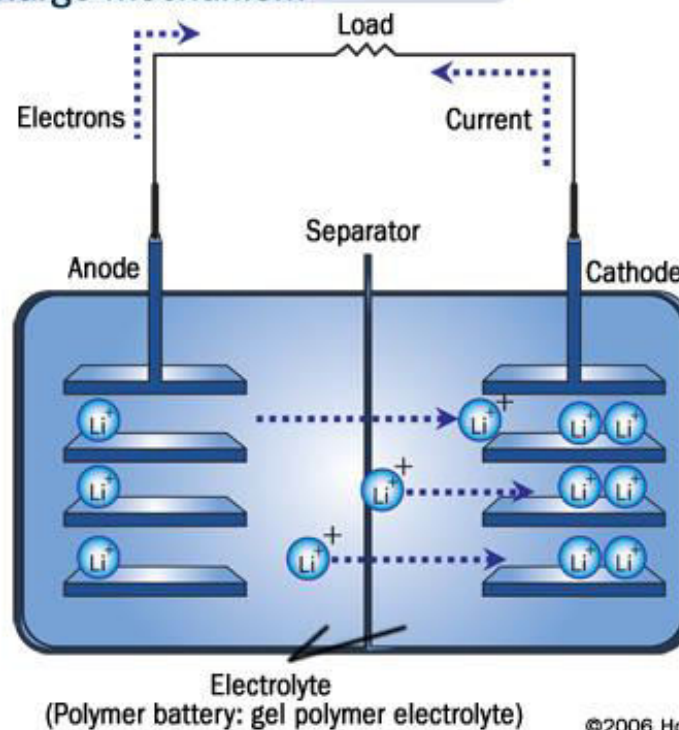 Load
Electrons
Current
Separator
Anode
Cathode
Li+
+
Li+
Li+
Li+
Li+
+
Li+
Li+
Li+
Li+
+
Li+
Li+
Li+
Electrolyte
(Polymer battery: gel polymer electrolyte)
©2006